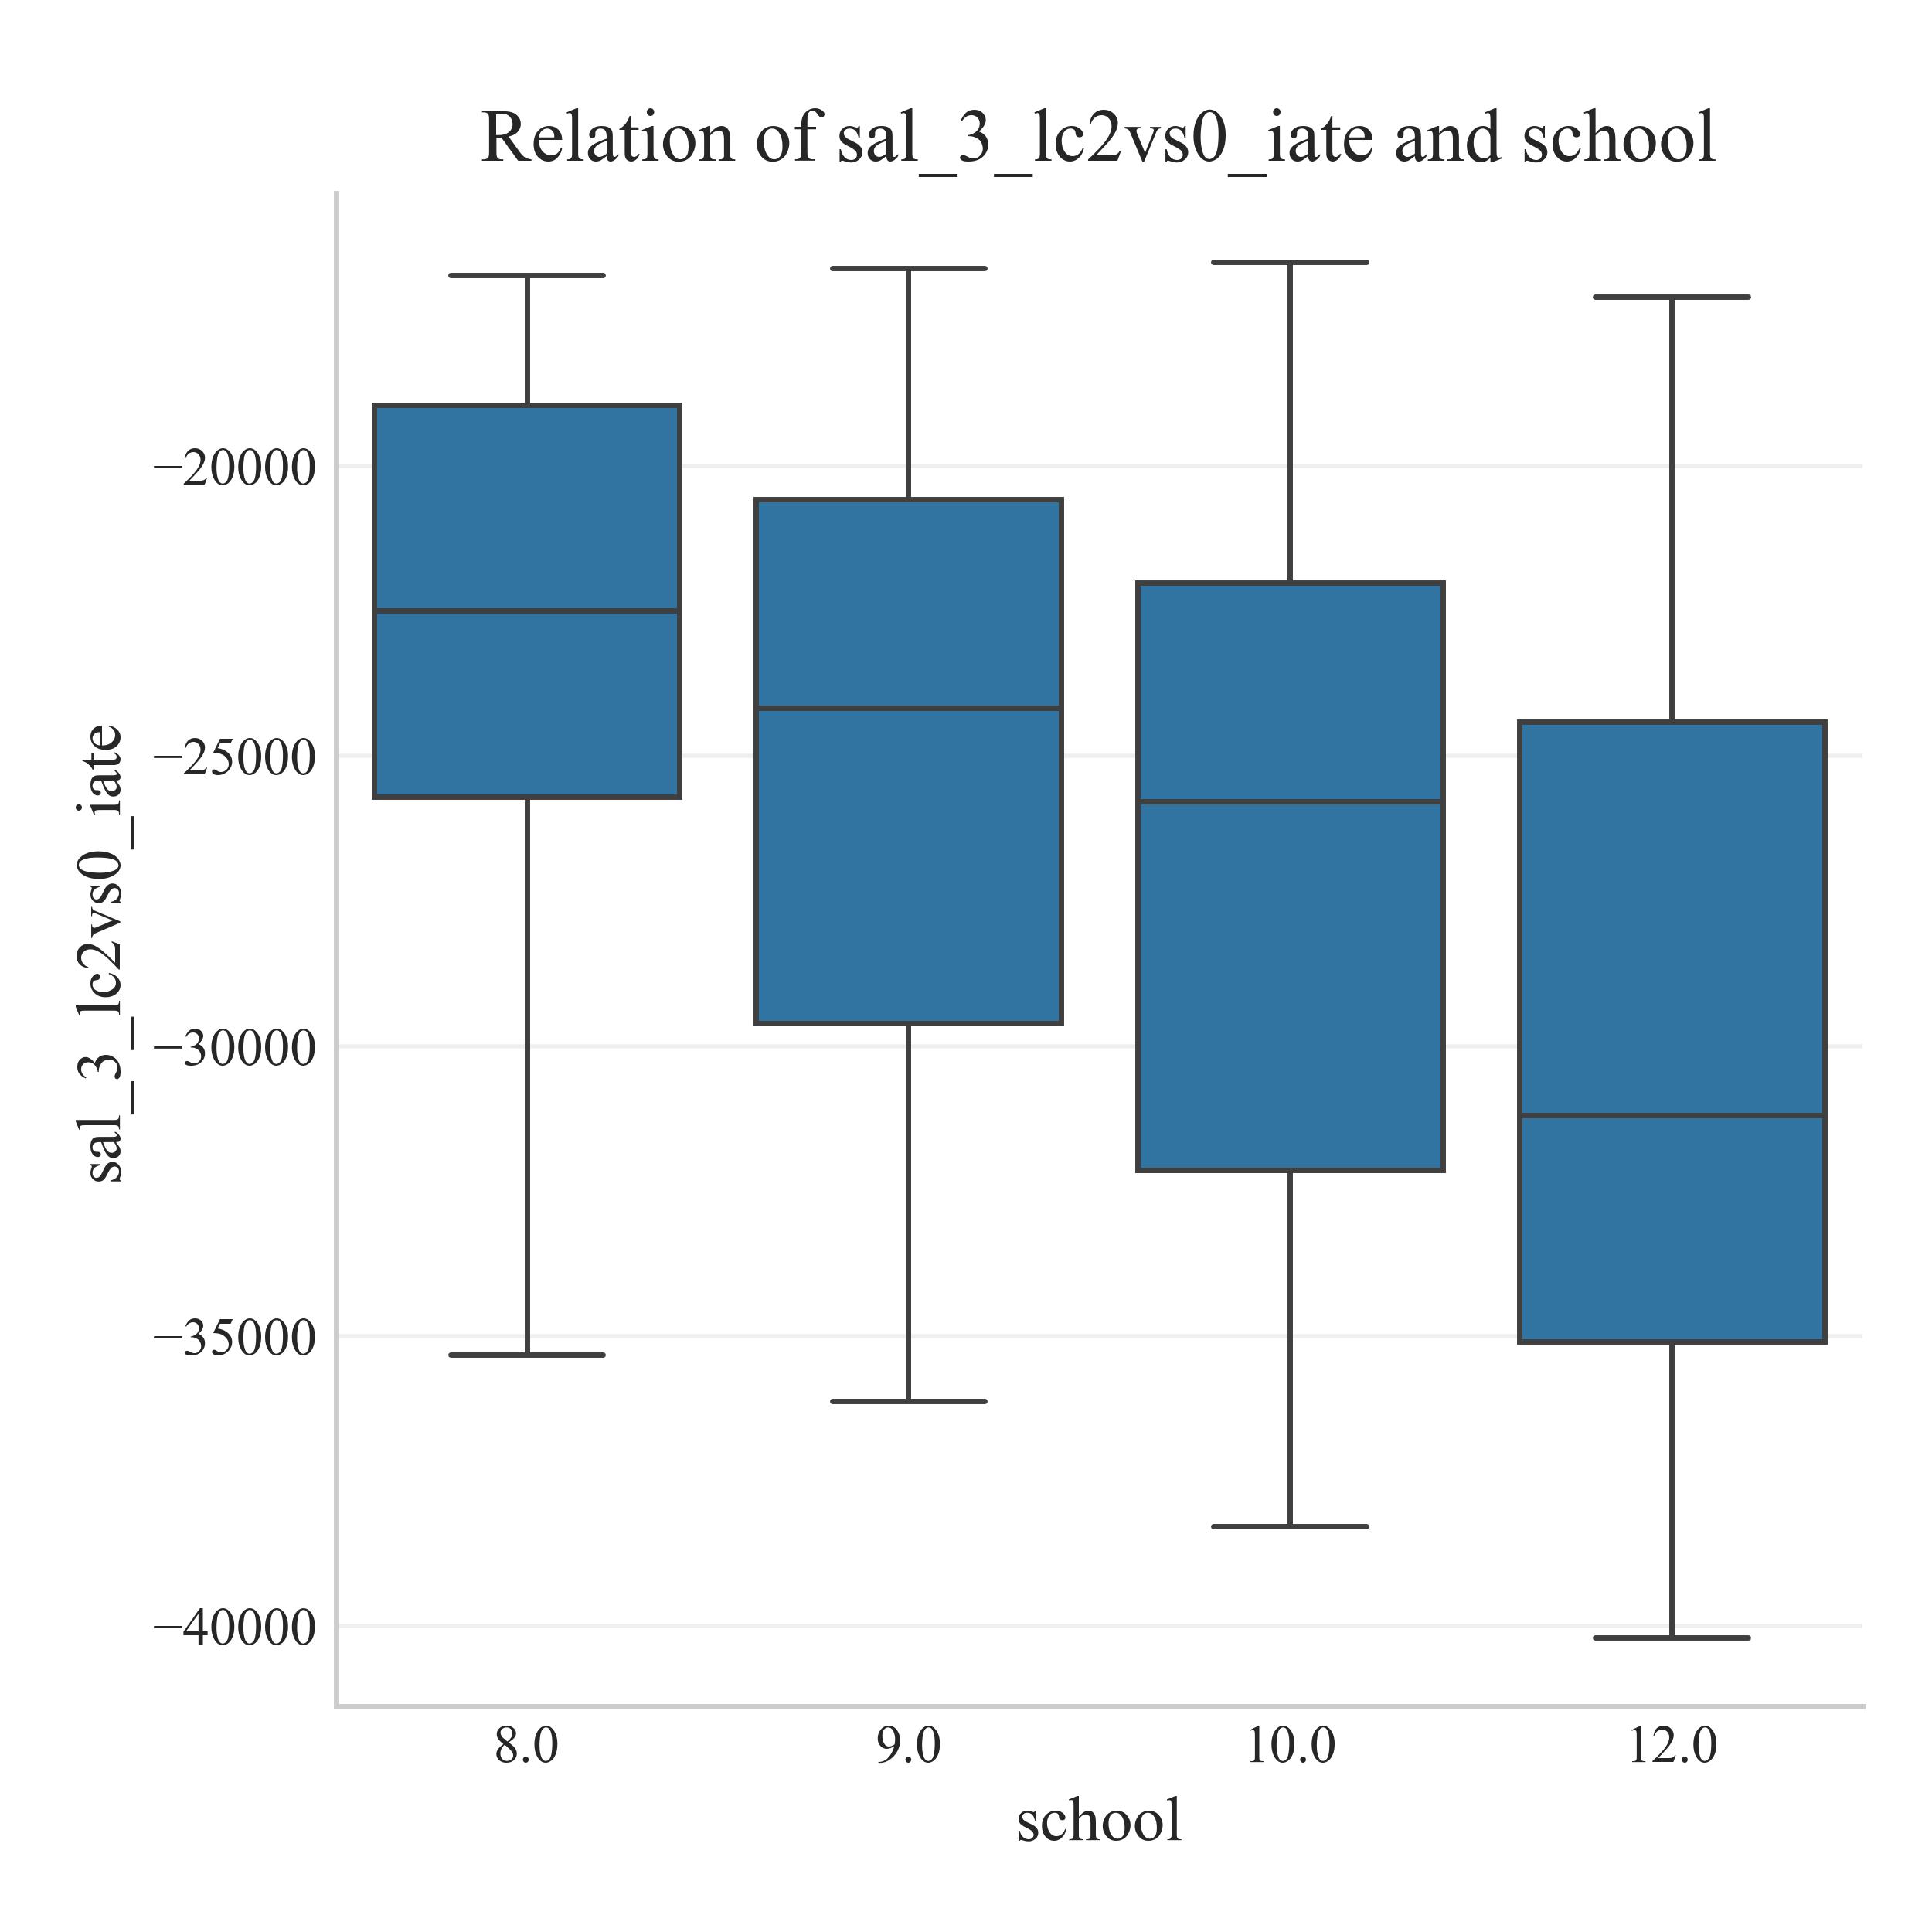 Relation of sal_3_lc2vs0_iate and school
sal_3_lc2vs0_iate
−20000
−25000
−30000
−35000
−40000
8.0 9.0 10.0 12.0
school